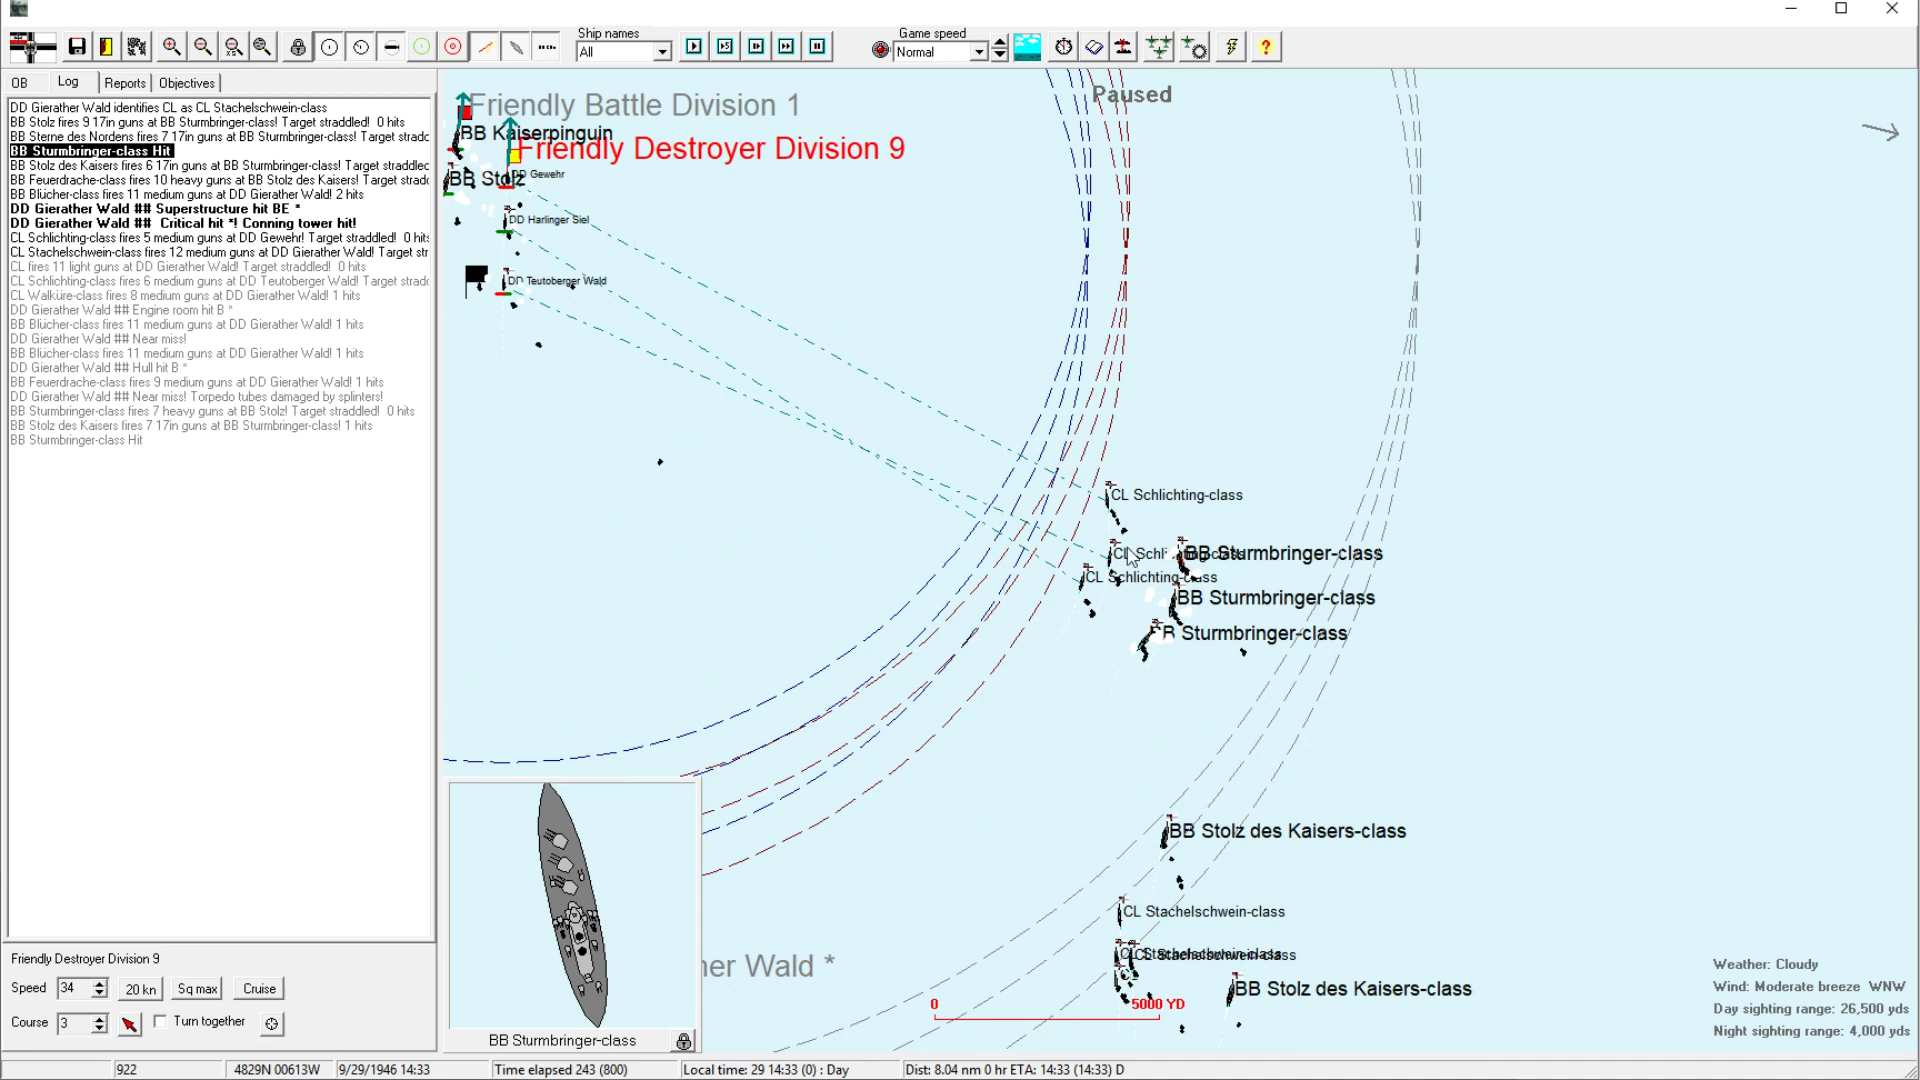 Ship names
All
Game speed
Normal
OB
Log
Reports
Objectives
DD Gierather Wald identifies CL as CL Stachelschwein-class
BB Stolz fires 9 17in guns at BB Sturmbringer-class! Target straddled!  0 hits
BB Sterne des Nordens fires 7 17in guns at BB Sturmbringer-class! Target stradd
BB Sturmbringer-class Hit
BB Stolz des Kaisers fires 6 17in guns at BB Sturmbringer-class! Target straddled
BB Feuerdrache-class fires 10 heavy guns at BB Stolz des Kaisers! Target stradd
BB Blücher-class fires 11 medium guns at DD Gierather Wald! 2 hits
DD Gierather Wald ## Superstructure hit BE *
DD Gierather Wald ##  Critical hit *! Conning tower hit!
CL Schlichting-class fires 5 medium guns at DD Gewehr! Target straddled!  0 hits
CL Stachelschwein-class fires 12 medium guns at DD Gierather Wald! Target str
CL fires 11 light guns at DD Gierather Wald! Target straddled!  0 hits
CL Schlichting-class fires 6 medium guns at DD Teutoberger Wald! Target stradd
CL Walküre-class fires 8 medium guns at DD Gierather Wald! 1 hits
DD Gierather Wald ## Engine room hit B *
BB Blücher-class fires 11 medium guns at DD Gierather Wald! 1 hits
DD Gierather Wald ## Near miss!
BB Blücher-class fires 11 medium guns at DD Gierather Wald! 1 hits
DD Gierather Wald ## Hull hit B *
BB Feuerdrache-class fires 9 medium guns at DD Gierather Wald! 1 hits
DD Gierather Wald ## Near miss! Torpedo tubes damaged by splinters!
BB Sturmbringer-class fires 7 heavy guns at BB Stolz! Target straddled!  0 hits
BB Stolz des Kaisers fires 7 17in guns at BB Sturmbringer-class! 1 hits
BB Sturmbringer-class Hit
Paused
Friendly Battle Division 1
BB Kaiserpinguin
Friendly Destroyer Division 9
DD Gewehr
BB Stolz
DD Harlinger Siel
DD Teutoberger Wald
CL Schlichting-class
CL Schlichting-class
BB Sturmbringer-class
CL Schlichting-class
BB Sturmbringer-class
BB Sturmbringer-class
BB Stolz des Kaisers-class
CL Stachelschwein-class
CL Stachelschwein-class
CL Stachelschwein-class
BB Stolz des Kaisers-class
her Wald *
0
5000 YD
Weather: Cloudy
Wind: Moderate breeze  WNW
Day sighting range: 26,500 yds
Night sighting range: 4,000 yds
BB Sturmbringer-class
Friendly Destroyer Division 9
Speed
34
20 kn
Sq max
Cruise
Course
3
Turn together
922
4829N 00613W
9/29/1946 14:33
Time elapsed 243 (800)
Local time: 29 14:33 (0) : Day
Dist: 8.04 nm 0 hr ETA: 14:33 (14:33) D